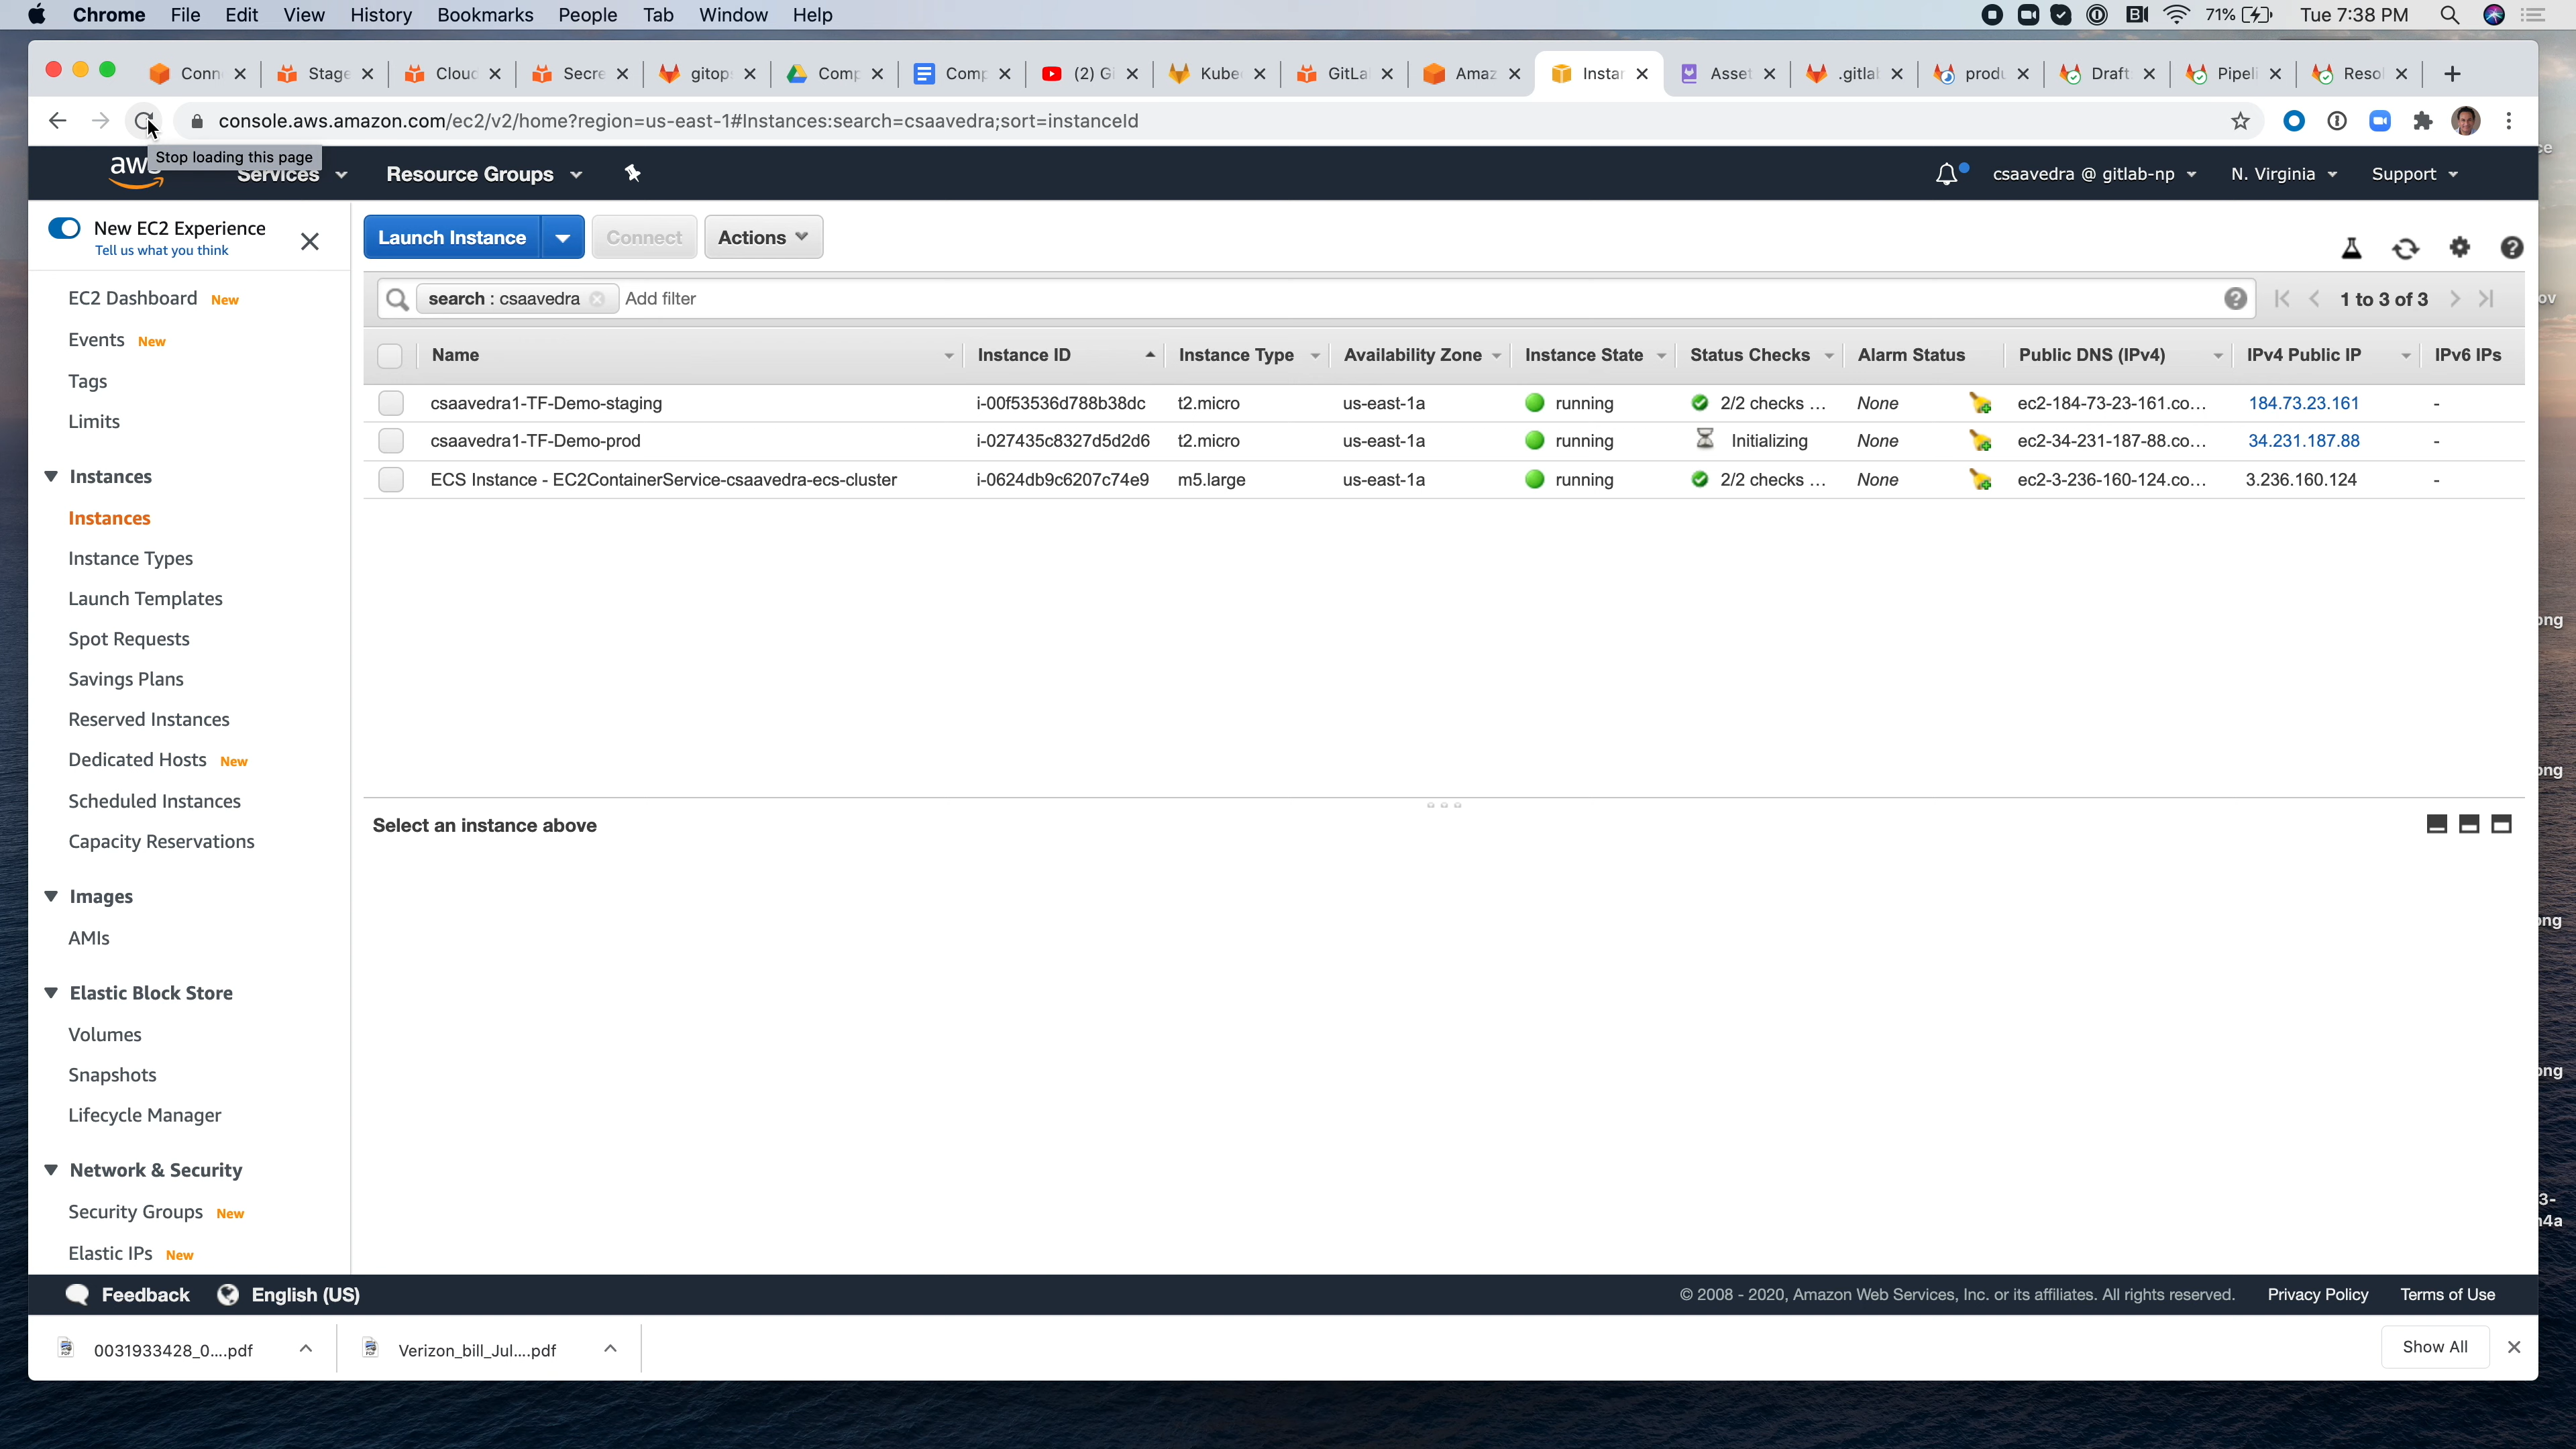 Chrome File Edit View History Bookmarks People Tab Window Help
71% Tue 7:38 PM
Conn Stage Cloud Secre gitop Comp Comp (2) Gi Kube GitLa Amaz Instan Asset .gitlab produ Draft: Pipeli Resol
console.aws.amazon.com/ec2/v2/home?region=us-east-1#Instances:search=csaavedra;sort=instanceId
Stop loading this page
aws Services Resource Groups csaavedra @ gitlab-np N. Virginia Support
New EC2 Experience
Tell us what you think
Launch Instance Connect Actions
search : csaavedra Add filter 1 to 3 of 3
Name Instance ID Instance Type Availability Zone Instance State Status Checks Alarm Status Public DNS (IPv4) IPv4 Public IP IPv6 IPs
csaavedra1-TF-Demo-staging i-00f53536d788b38dc t2.micro us-east-1a running 2/2 checks ... None ec2-184-73-23-161.co... 184.73.23.161 -
csaavedra1-TF-Demo-prod i-027435c8327d5d2d6 t2.micro us-east-1a running Initializing None ec2-34-231-187-88.co... 34.231.187.88 -
ECS Instance - EC2ContainerService-csaavedra-ecs-cluster i-0624db9c6207c74e9 m5.large us-east-1a running 2/2 checks ... None ec2-3-236-160-124.co... 3.236.160.124 -
EC2 Dashboard New
Events New
Tags
Limits
Instances
Instances
Instance Types
Launch Templates
Spot Requests
Savings Plans
Reserved Instances
Dedicated Hosts New
Scheduled Instances
Capacity Reservations
Images
AMIs
Elastic Block Store
Volumes
Snapshots
Lifecycle Manager
Network & Security
Security Groups New
Elastic IPs New
Select an instance above
Feedback English (US) © 2008 - 2020, Amazon Web Services, Inc. or its affiliates. All rights reserved. Privacy Policy Terms of Use
0031933428_0....pdf Verizon_bill_Jul....pdf Show All